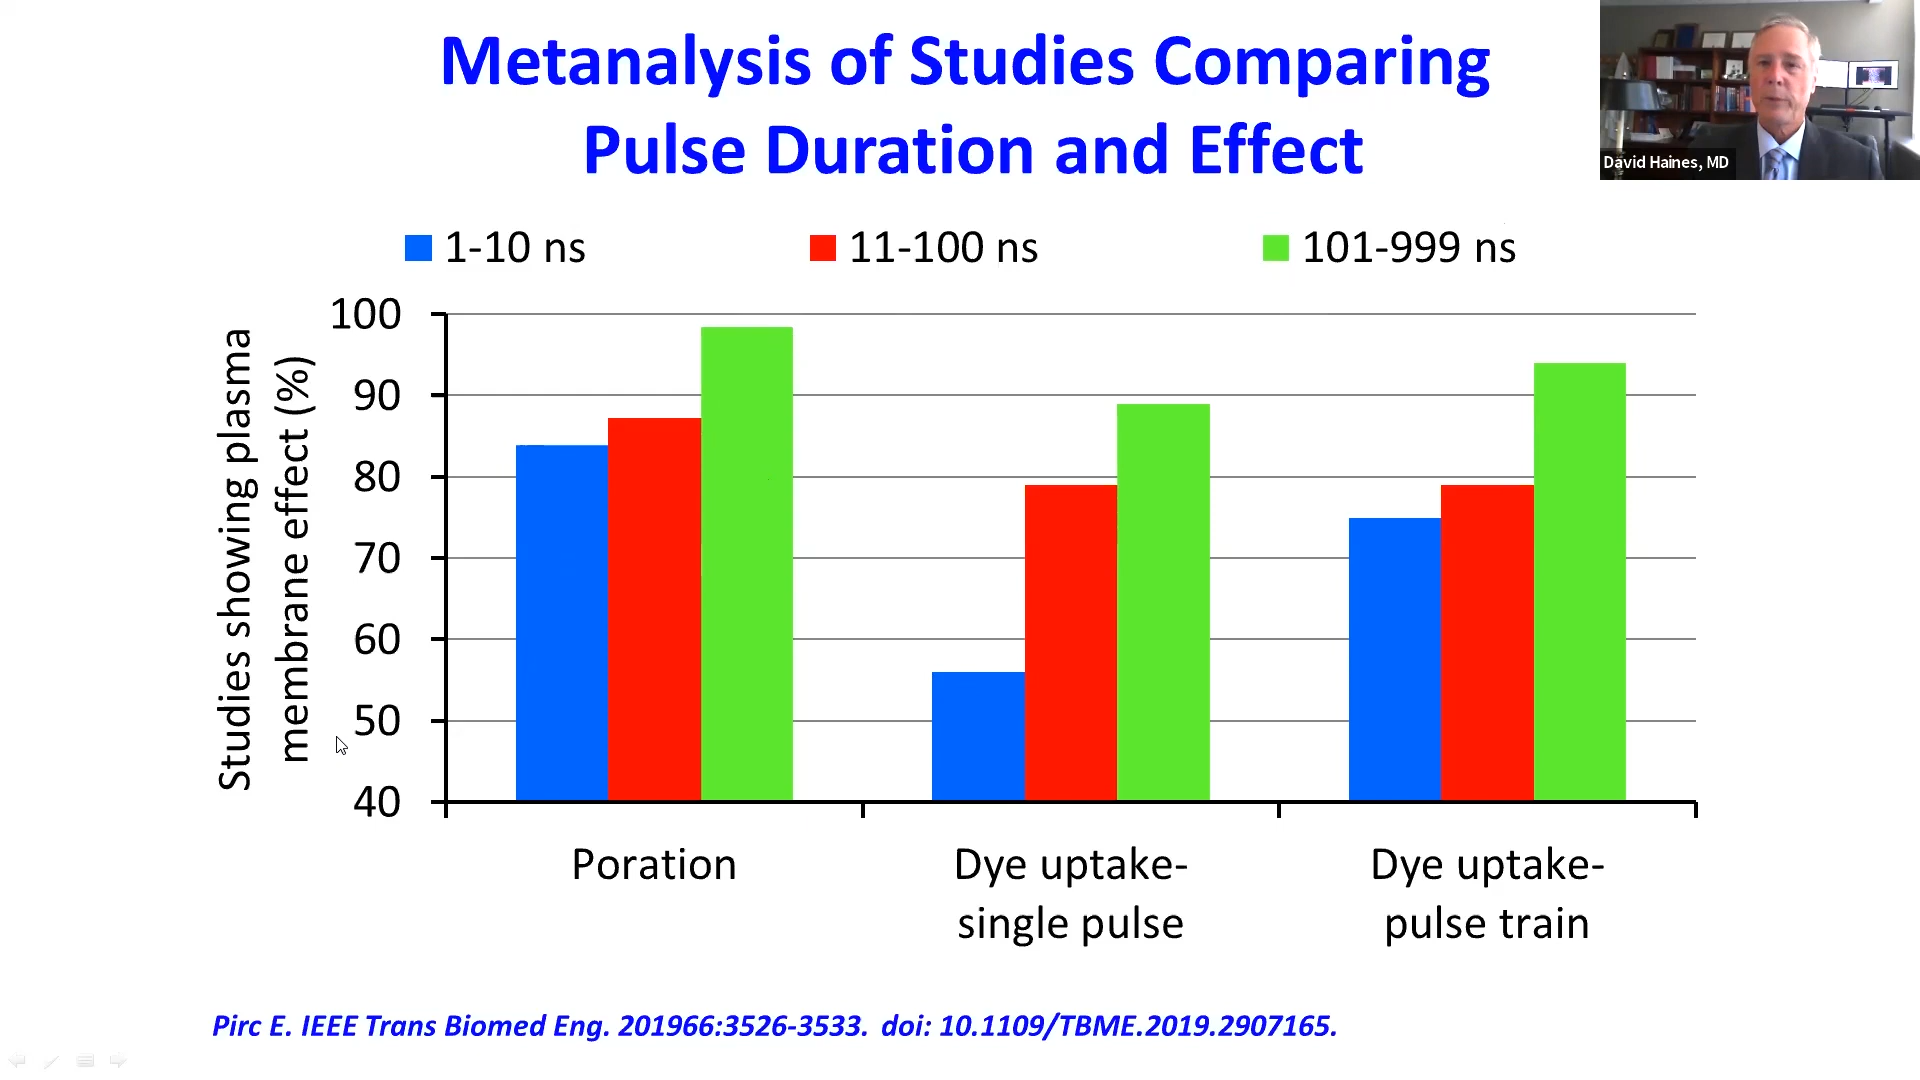 Metanalysis of Studies Comparing
Pulse Duration and Effect
David Haines, MD
1-10 ns
11-100 ns
101-999 ns
Studies showing plasma
membrane effect (%)
100
90
80
70
60
50
40
Poration
Dye uptake-
single pulse
Dye uptake-
pulse train
Pirc E. IEEE Trans Biomed Eng. 201966:3526-3533. doi: 10.1109/TBME.2019.2907165.